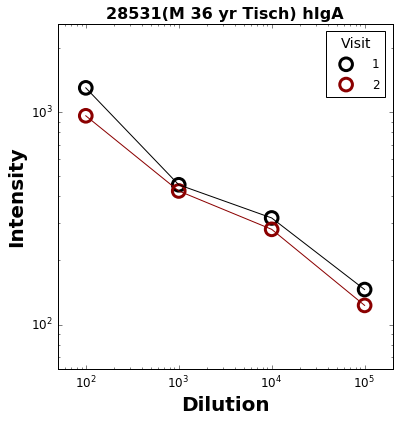 28531(M 36 yr Tisch) hIgA
Visit
1
2
Intensity
10³
10²
10² 10³ 10⁴ 10⁵
Dilution